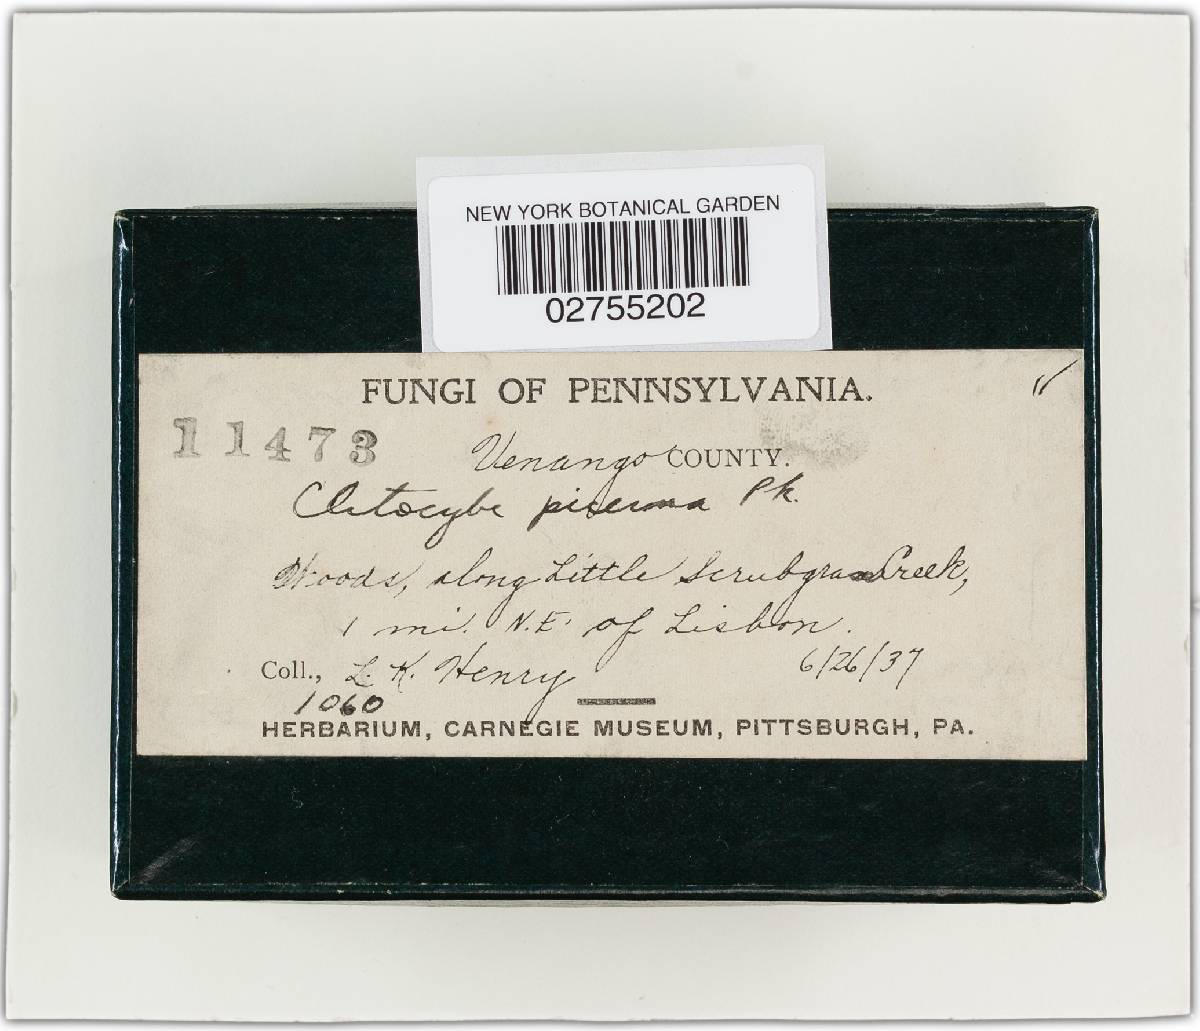 NEW YORK BOTANICAL GARDEN
02755202
FUNGI OF PENNSYLVANIA.
11473
Venango COUNTY.
Clitocybe Pk.
Woods, along Little Scrubgrass Creek,
1 mi. N.E. of Lisbon.
Coll., L. K. Henry 6/26/37
1060
HERBARIUM, CARNEGIE MUSEUM, PITTSBURGH, PA.